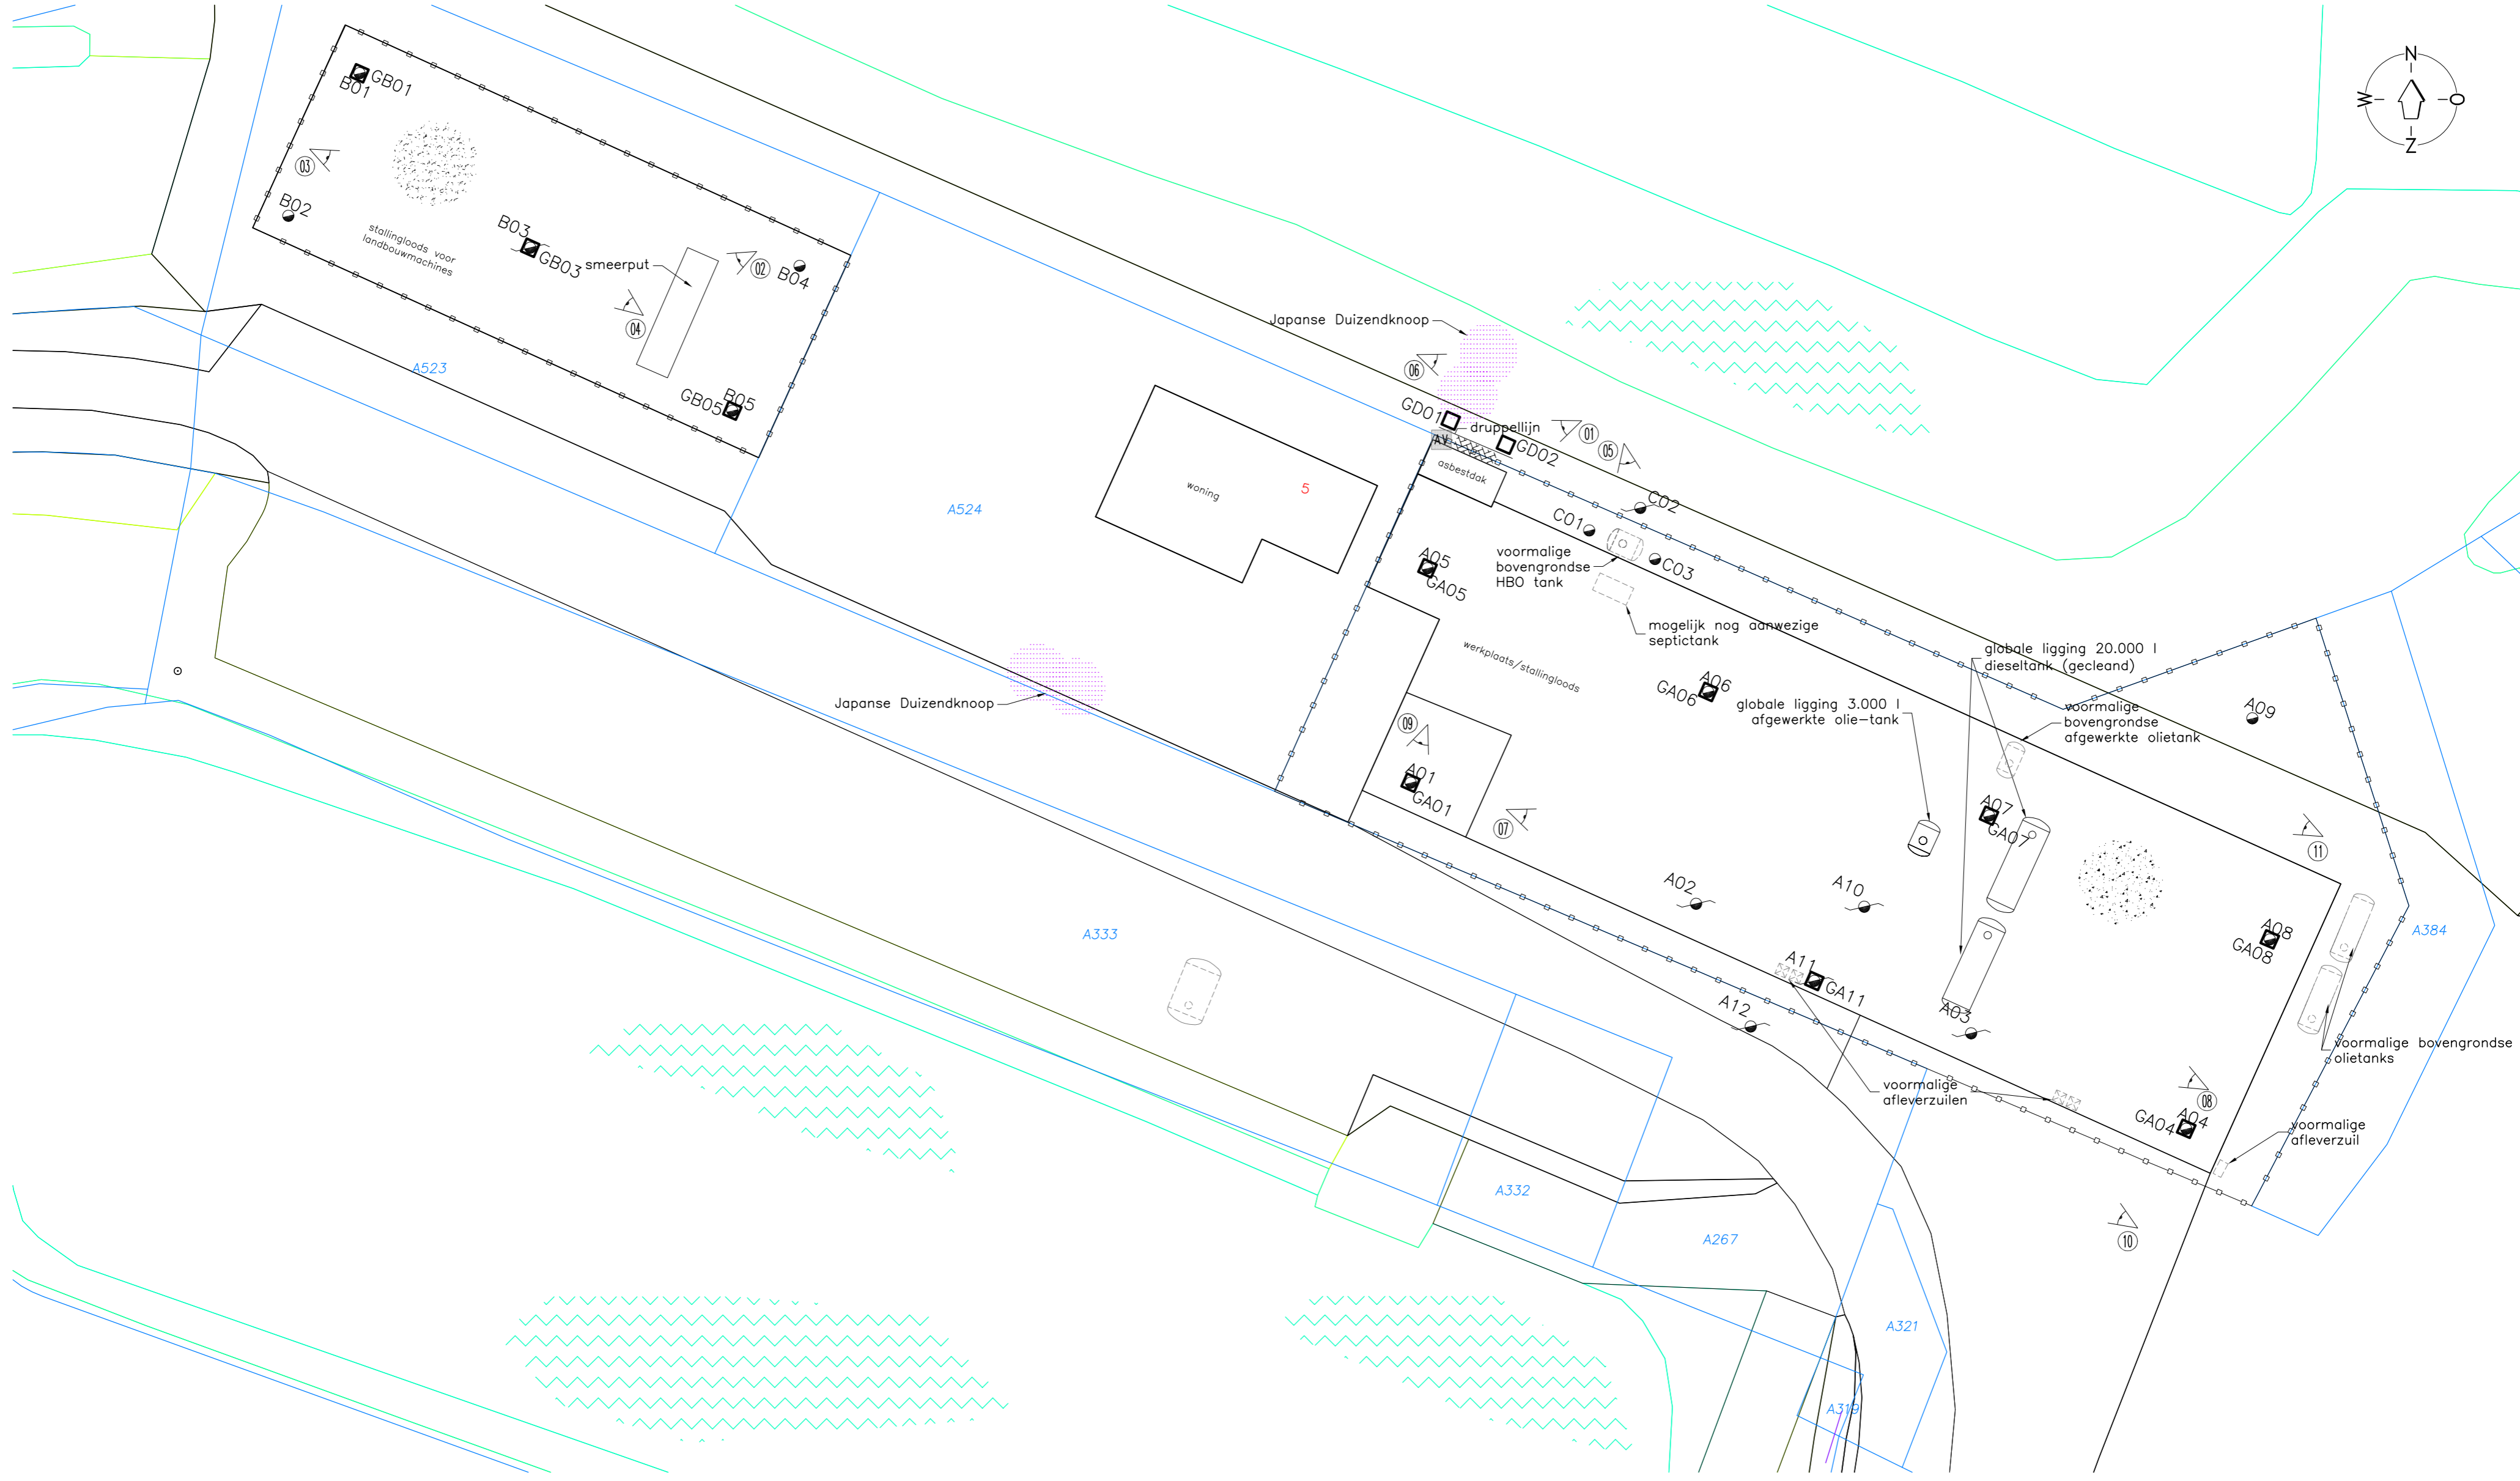 N
W
O
Z
B01
GB01
03
B02
stallingloods voor
landbouwmachines
B03
GB03
smeerput
02
B04
04
GB05
B05
A523
A524
woning
5
Japanse Duizendknoop
06
GD01
druppellijn
AV
GD02
01
05
asbestdak
C01
C02
C03
voormalige
bovengrondse
HBO tank
A05
GA05
mogelijk nog aanwezige
septictank
werkplaats/stallingloods
A06
GA06
globale ligging 20.000 l
dieseltank (gecleand)
globale ligging 3.000 l
afgewerkte olie-tank
voormalige
bovengrondse
afgewerkte olietank
A09
Japanse Duizendknoop
09
A01
GA01
07
A07
GA07
11
A02
A10
A08
GA08
A384
A333
A11
GA11
A12
A03
voormalige bovengrondse
olietanks
voormalige
afleverzuilen
08
GA04
A04
voormalige
afleverzuil
10
A332
A267
A321
A319